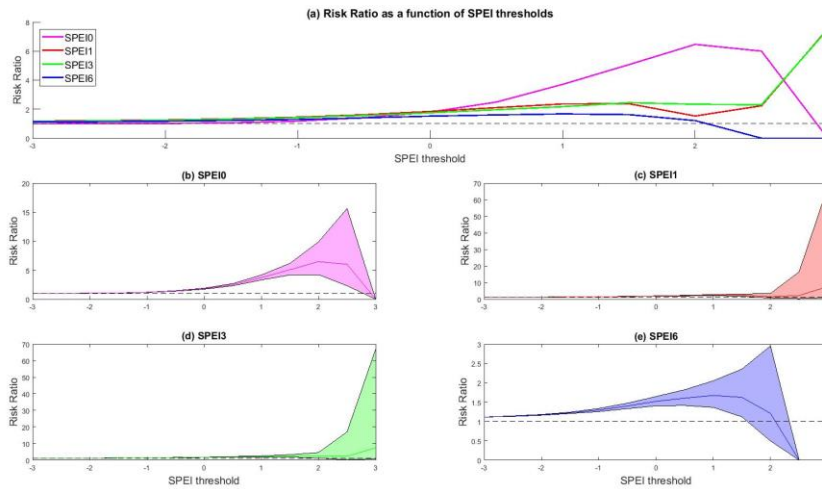 (a) Risk Ratio as a function of SPEI thresholds
8
6
4
2
0
Risk Ratio
SPEI0
SPEI1
SPEI3
SPEI6
-3 -2 -1 0 1 2
SPEI threshold
(b) SPEI0
20
15
10
5
0
Risk Ratio
-3 -2 -1 0 1 2 3
(c) SPEI1
70
60
50
40
30
20
10
0
Risk Ratio
-3 -2 -1 0 1 2
(d) SPEI3
70
60
50
40
30
20
10
0
Risk Ratio
-3 -2 -1 0 1 2 3
SPEI threshold
(e) SPEI6
3
2.5
2
1.5
1
0.5
0
Risk Ratio
-3 -2 -1 0 1 2
SPEI threshold